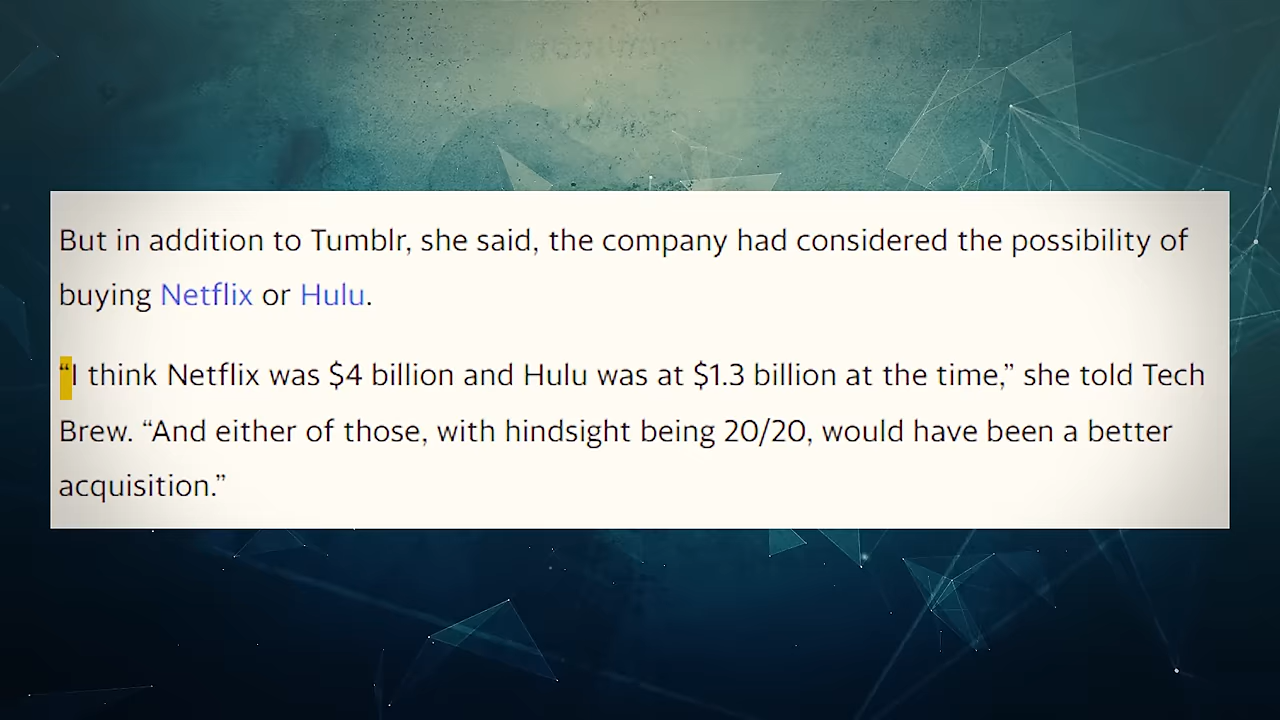 But in addition to Tumblr, she said, the company had considered the possibility of
buying Netflix or Hulu.
“I think Netflix was $4 billion and Hulu was at $1.3 billion at the time,” she told Tech
Brew. “And either of those, with hindsight being 20/20, would have been a better
acquisition.”